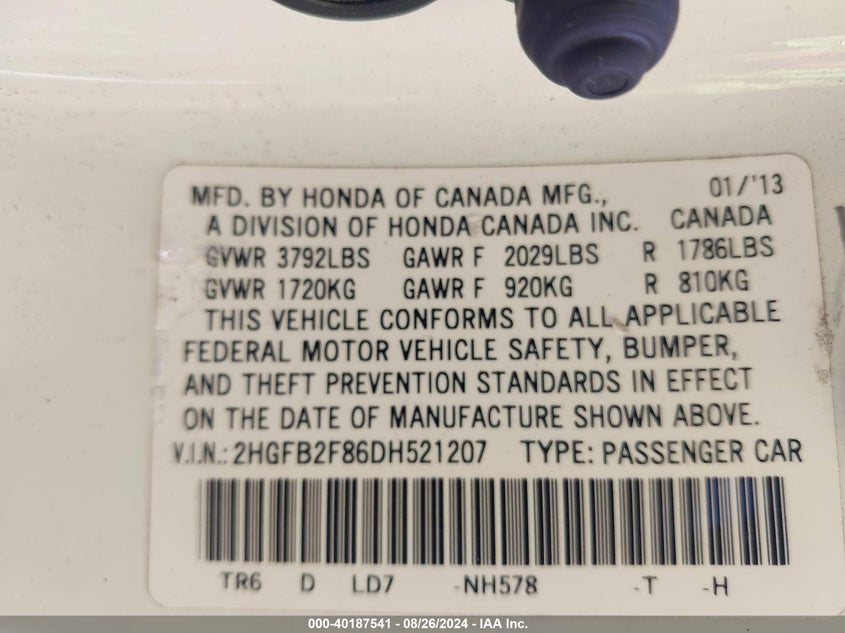 MFD. BY HONDA OF CANADA MFG., 01/'13
A DIVISION OF HONDA CANADA INC. CANADA
GVWR 3792LBS GAWR F 2029LBS R 1786LBS
GVWR 1720KG GAWR F 920KG R 810KG
THIS VEHICLE CONFORMS TO ALL APPLICABLE
FEDERAL MOTOR VEHICLE SAFETY, BUMPER,
AND THEFT PREVENTION STANDARDS IN EFFECT
ON THE DATE OF MANUFACTURE SHOWN ABOVE.
V.I.N.: 2HGFB2F86DH521207 TYPE: PASSENGER CAR
TR6 D LD7 -NH578 -T -H
000-40187541 - 08/26/2024 - IAA Inc.